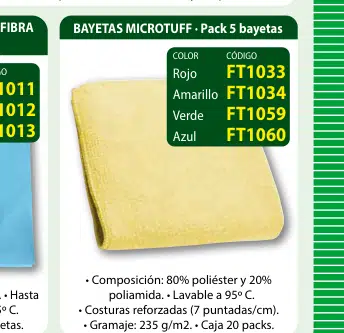 FIBRA
1011
1012
1013
• Hasta
º C.
etas.
BAYETAS MICROTUFF · Pack 5 bayetas
COLOR CÓDIGO
Rojo FT1033
Amarillo FT1034
Verde FT1059
Azul FT1060
• Composición: 80% poliéster y 20%
poliamida. • Lavable a 95º C.
• Costuras reforzadas (7 puntadas/cm).
• Gramaje: 235 g/m2. • Caja 20 packs.